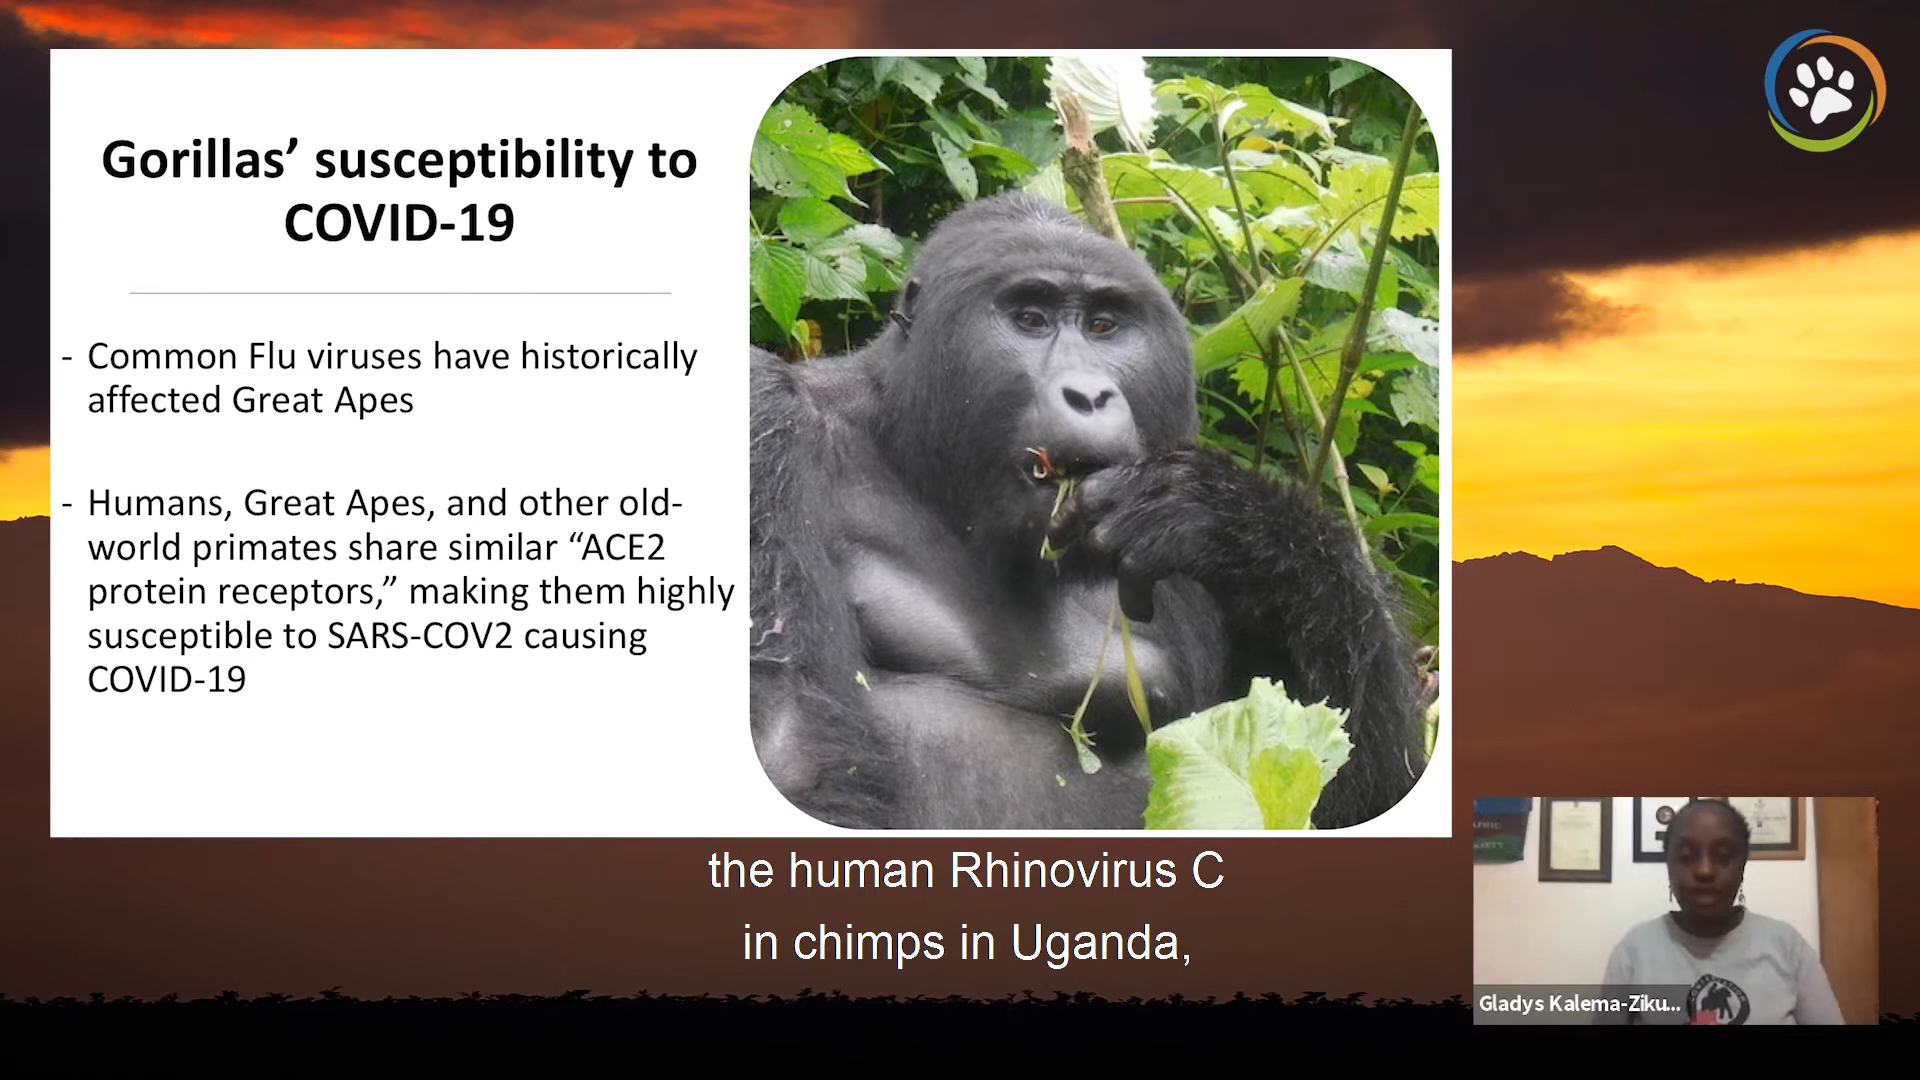 Gorillas’ susceptibility to
COVID-19
- Common Flu viruses have historically
affected Great Apes
- Humans, Great Apes, and other old-
world primates share similar “ACE2
protein receptors,” making them highly
susceptible to SARS-COV2 causing
COVID-19
the human Rhinovirus C
in chimps in Uganda,
Gladys Kalema-Ziku...